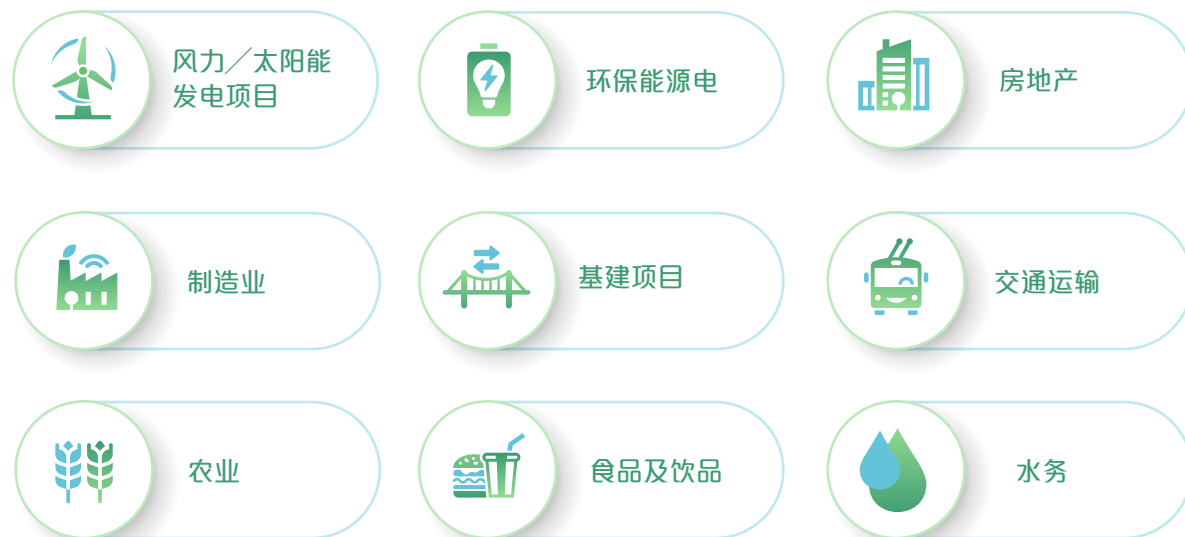 风力／太阳能
发电项目
环保能源电
房地产
制造业
基建项目
交通运输
农业
食品及饮品
水务